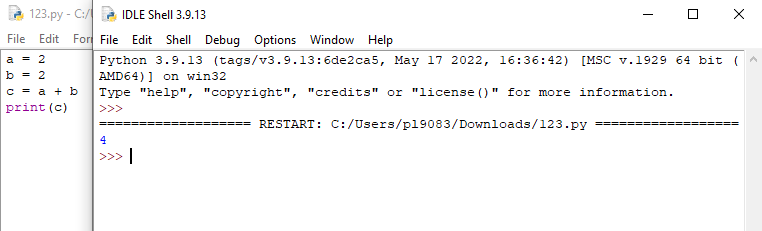 123.py - C:/U
File Edit For
a = 2
b = 2
c = a + b
print(c)
IDLE Shell 3.9.13
File Edit Shell Debug Options Window Help
Python 3.9.13 (tags/v3.9.13:6de2ca5, May 17 2022, 16:36:42) [MSC v.1929 64 bit (
AMD64)] on win32
Type "help", "copyright", "credits" or "license()" for more information.
>>>
=================== RESTART: C:/Users/pl9083/Downloads/123.py ==================
4
>>>